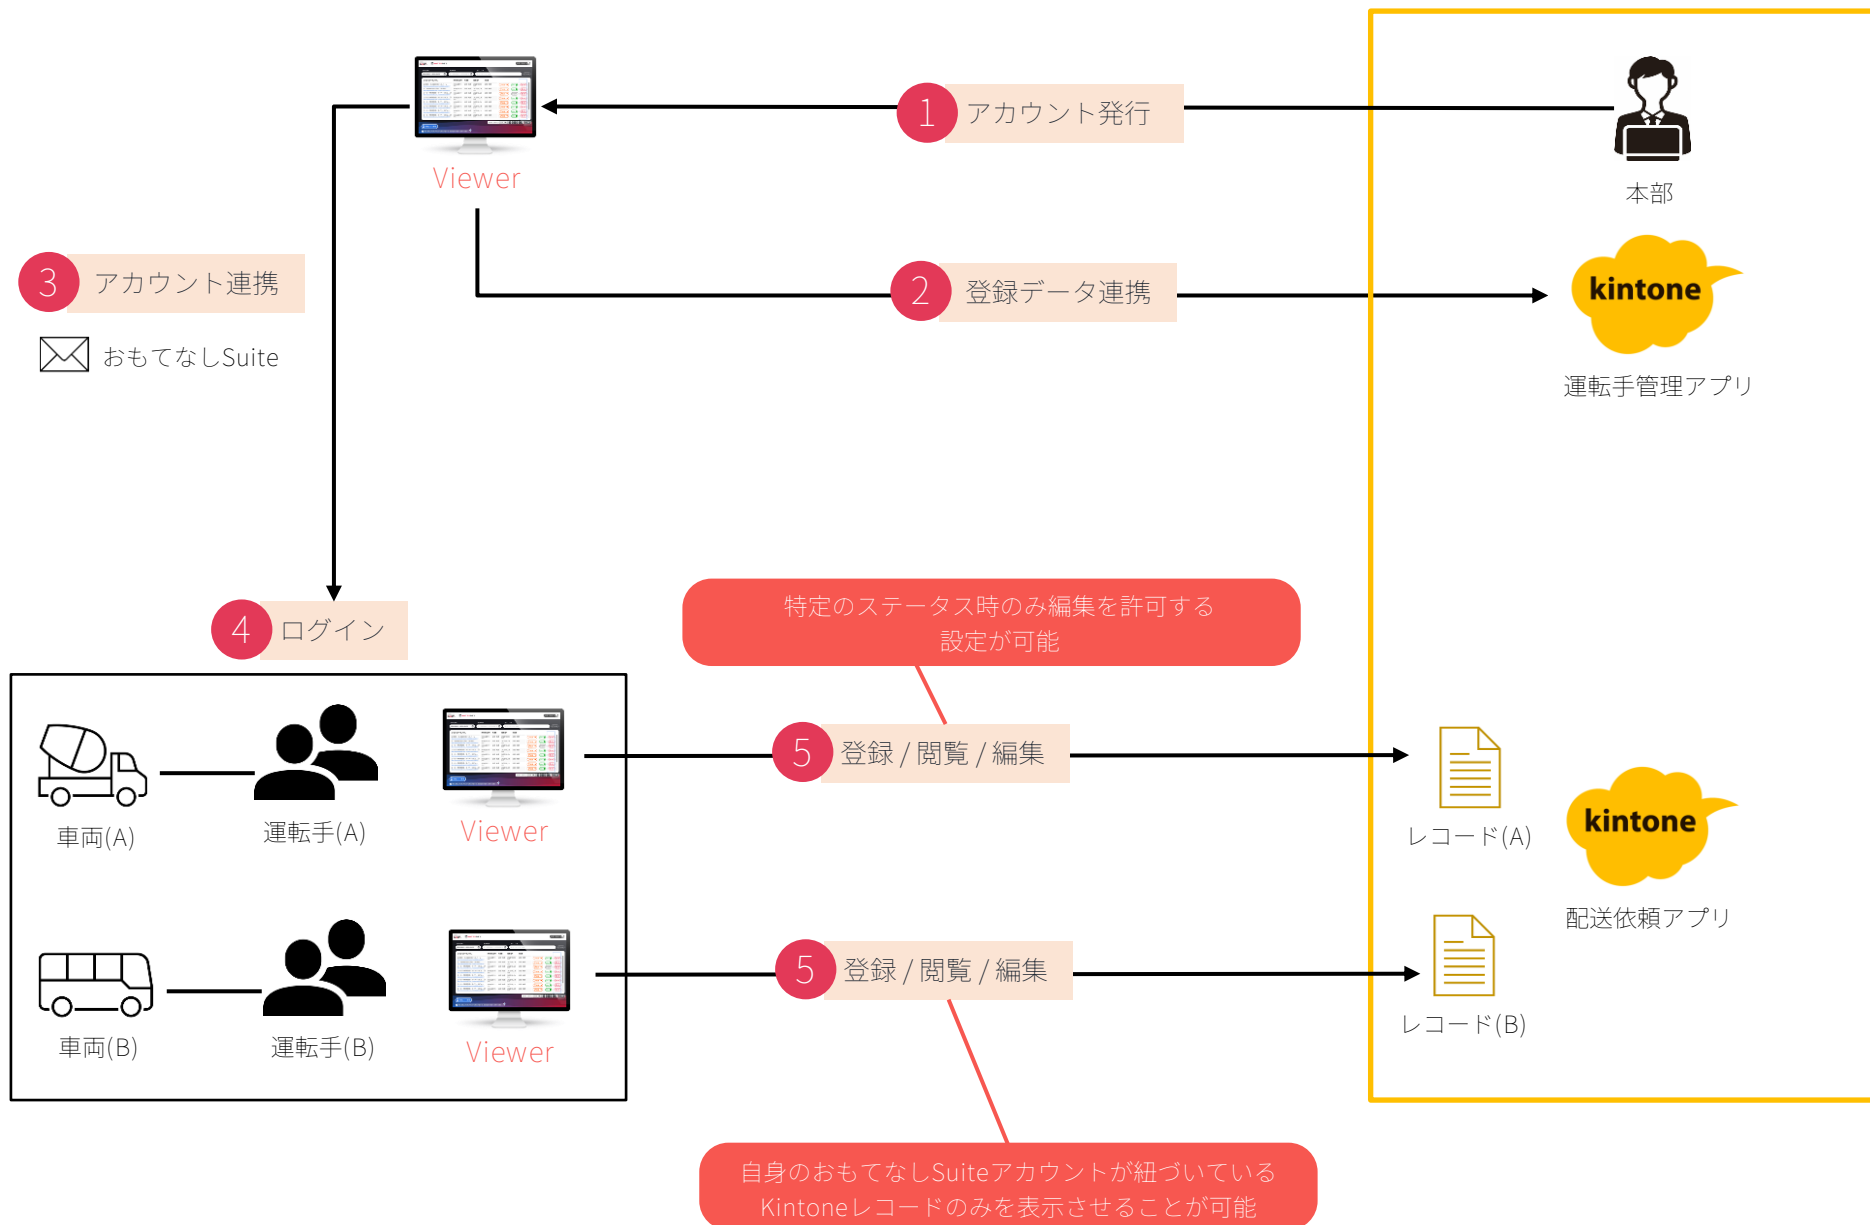 1 アカウント発行
Viewer
本部
3 アカウント連携
2 登録データ連携
kintone
おもてなしSuite
運転手管理アプリ
4 ログイン
特定のステータス時のみ編集を許可する
設定が可能
5 登録 / 閲覧 / 編集
車両(A)
運転手(A)
Viewer
レコード(A)
kintone
配送依頼アプリ
5 登録 / 閲覧 / 編集
車両(B)
運転手(B)
Viewer
レコード(B)
自身のおもてなしSuiteアカウントが紐づいている
Kintoneレコードのみを表示させることが可能